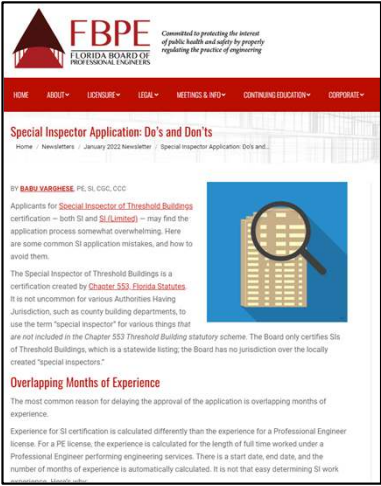 FBPE
FLORIDA BOARD OF
PROFESSIONAL ENGINEERS
Committed to protecting the interest
of public health and safety by properly
regulating the practice of engineering
HOME ABOUT LICENSURE LEGAL MEETINGS & INFO CONTINUING EDUCATION CORPORATE
Special Inspector Application: Do's and Don'ts
Home / Newsletters / January 2022 Newsletter / Special Inspector Application: Do's and...
BY BABU VARGHESE, PE, SI, CGC, CCC
Applicants for Special Inspector of Threshold Buildings
certification — both SI and SI (Limited) — may find the
application process somewhat overwhelming. Here
are some common SI application mistakes, and how to
avoid them.
The Special Inspector of Threshold Buildings is a
certification created by Chapter 553, Florida Statutes.
It is not uncommon for various Authorities Having
Jurisdiction, such as county building departments, to
use the term "special inspector" for various things that
are not included in the Chapter 553 Threshold Building statutory scheme. The Board only certifies SIs
of Threshold Buildings, which is a statewide listing; the Board has no jurisdiction over the locally
created "special inspectors."
Overlapping Months of Experience
The most common reason for delaying the approval of the application is overlapping months of
experience.
Experience for SI certification is calculated differently than the experience for a Professional Engineer
license. For a PE license, the experience is calculated for the length of full time worked under a
Professional Engineer performing engineering services. There is a start date, end date, and the
number of months of experience is automatically calculated. It is not that easy determining SI work
experience. Here's why